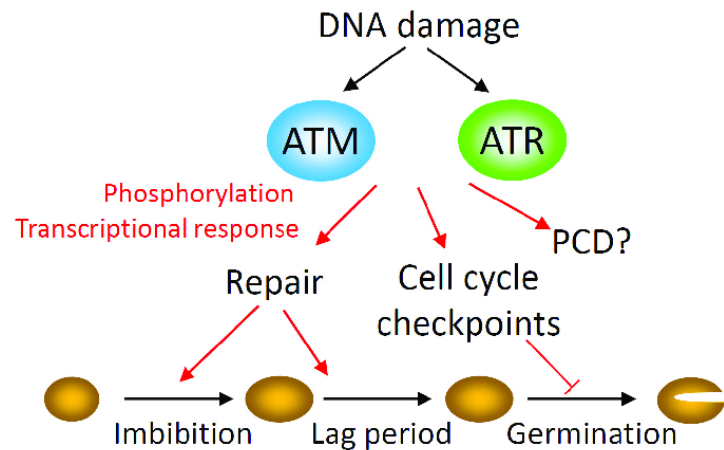 DNA damage
ATM
ATR
Phosphorylation
Transcriptional response
PCD?
Repair
Cell cycle
checkpoints
Imbibition
Lag period
Germination